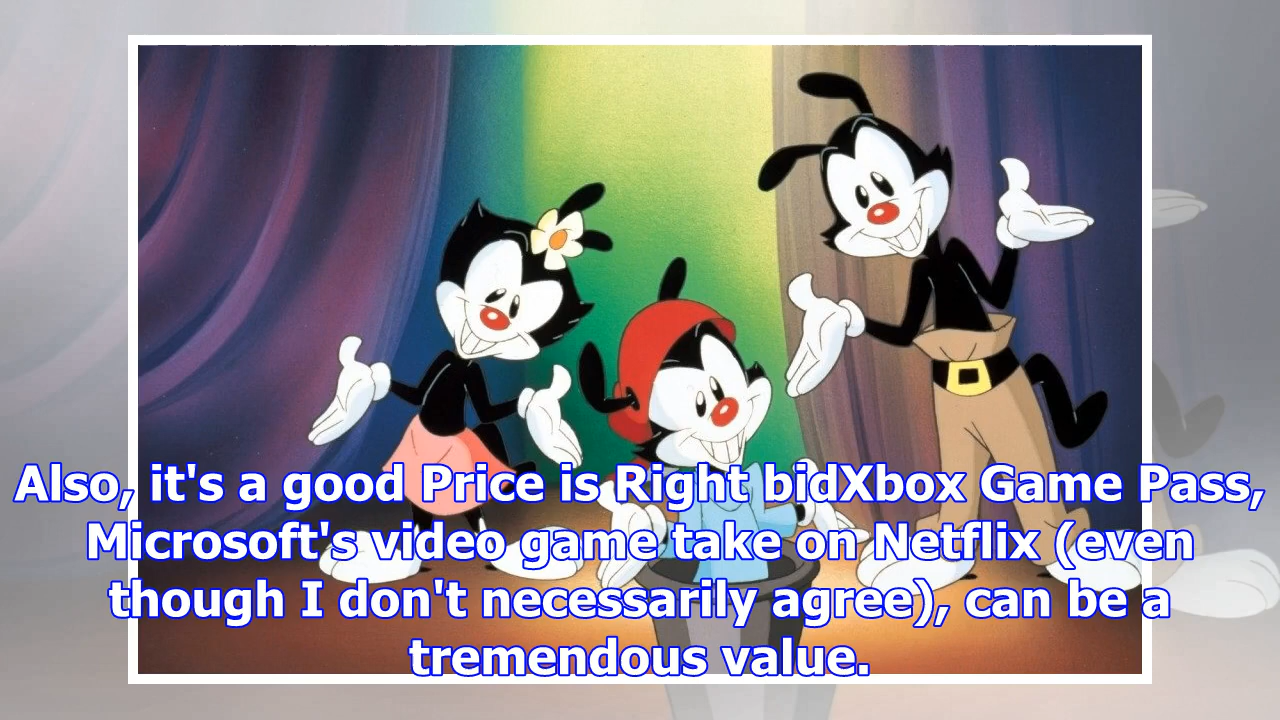 Also, it's a good Price is Right bidXbox Game Pass,
Microsoft's video game take on Netflix (even
though I don't necessarily agree), can be a
tremendous value.